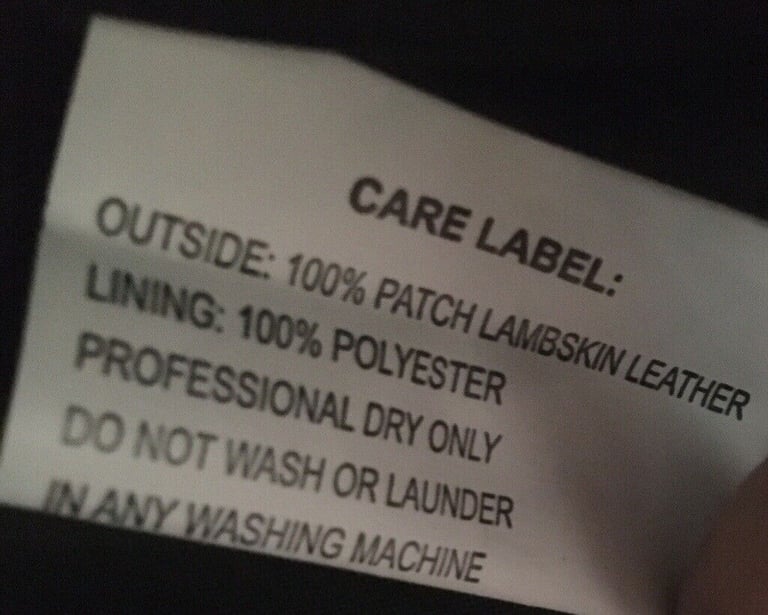 CARE LABEL:
OUTSIDE: 100% PATCH LAMBSKIN LEATHER
LINING: 100% POLYESTER
PROFESSIONAL DRY ONLY
DO NOT WASH OR LAUNDER
IN ANY WASHING MACHINE